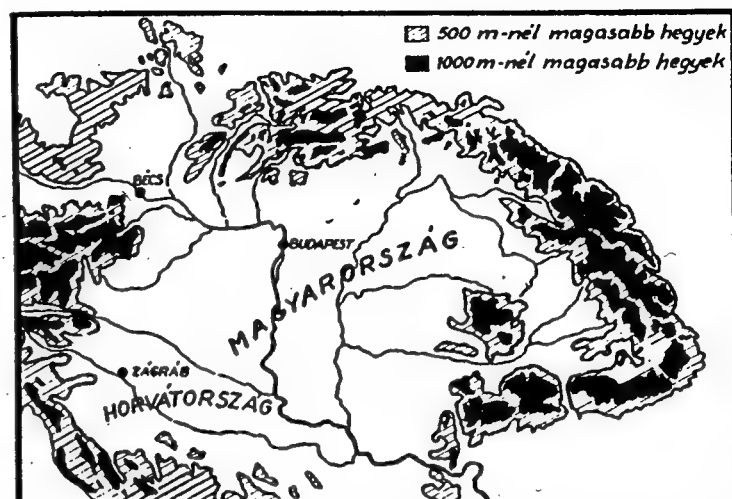 500 m-nél magasabb hegyek
1000 m-nél magasabb hegyek
BÉCS
BUDAPEST
MAGYARORSZÁG
ZÁGRÁB
HORVÁTORSZÁG